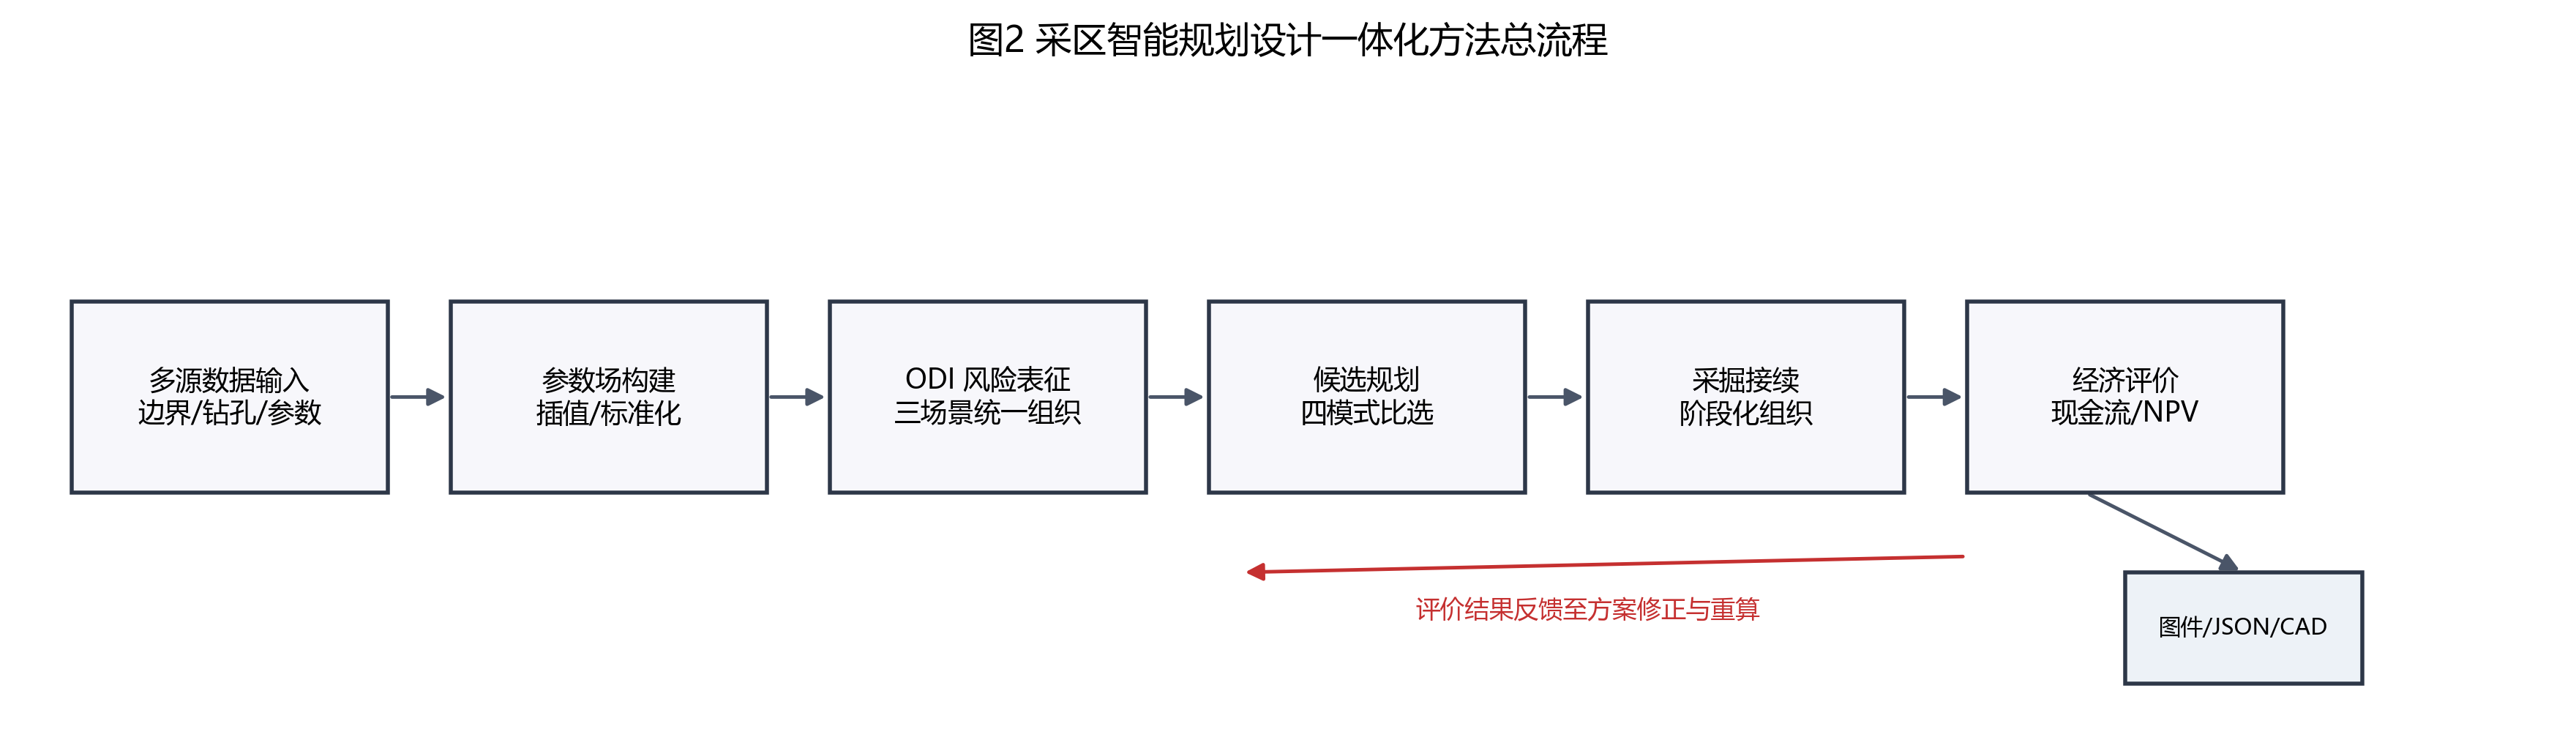 图2 采区智能规划设计一体化方法总流程
多源数据输入
边界/钻孔/参数
参数场构建
插值/标准化
ODI 风险表征
三场景统一组织
候选规划
四模式比选
采掘接续
阶段化组织
经济评价
现金流/NPV
评价结果反馈至方案修正与重算
图件/JSON/CAD